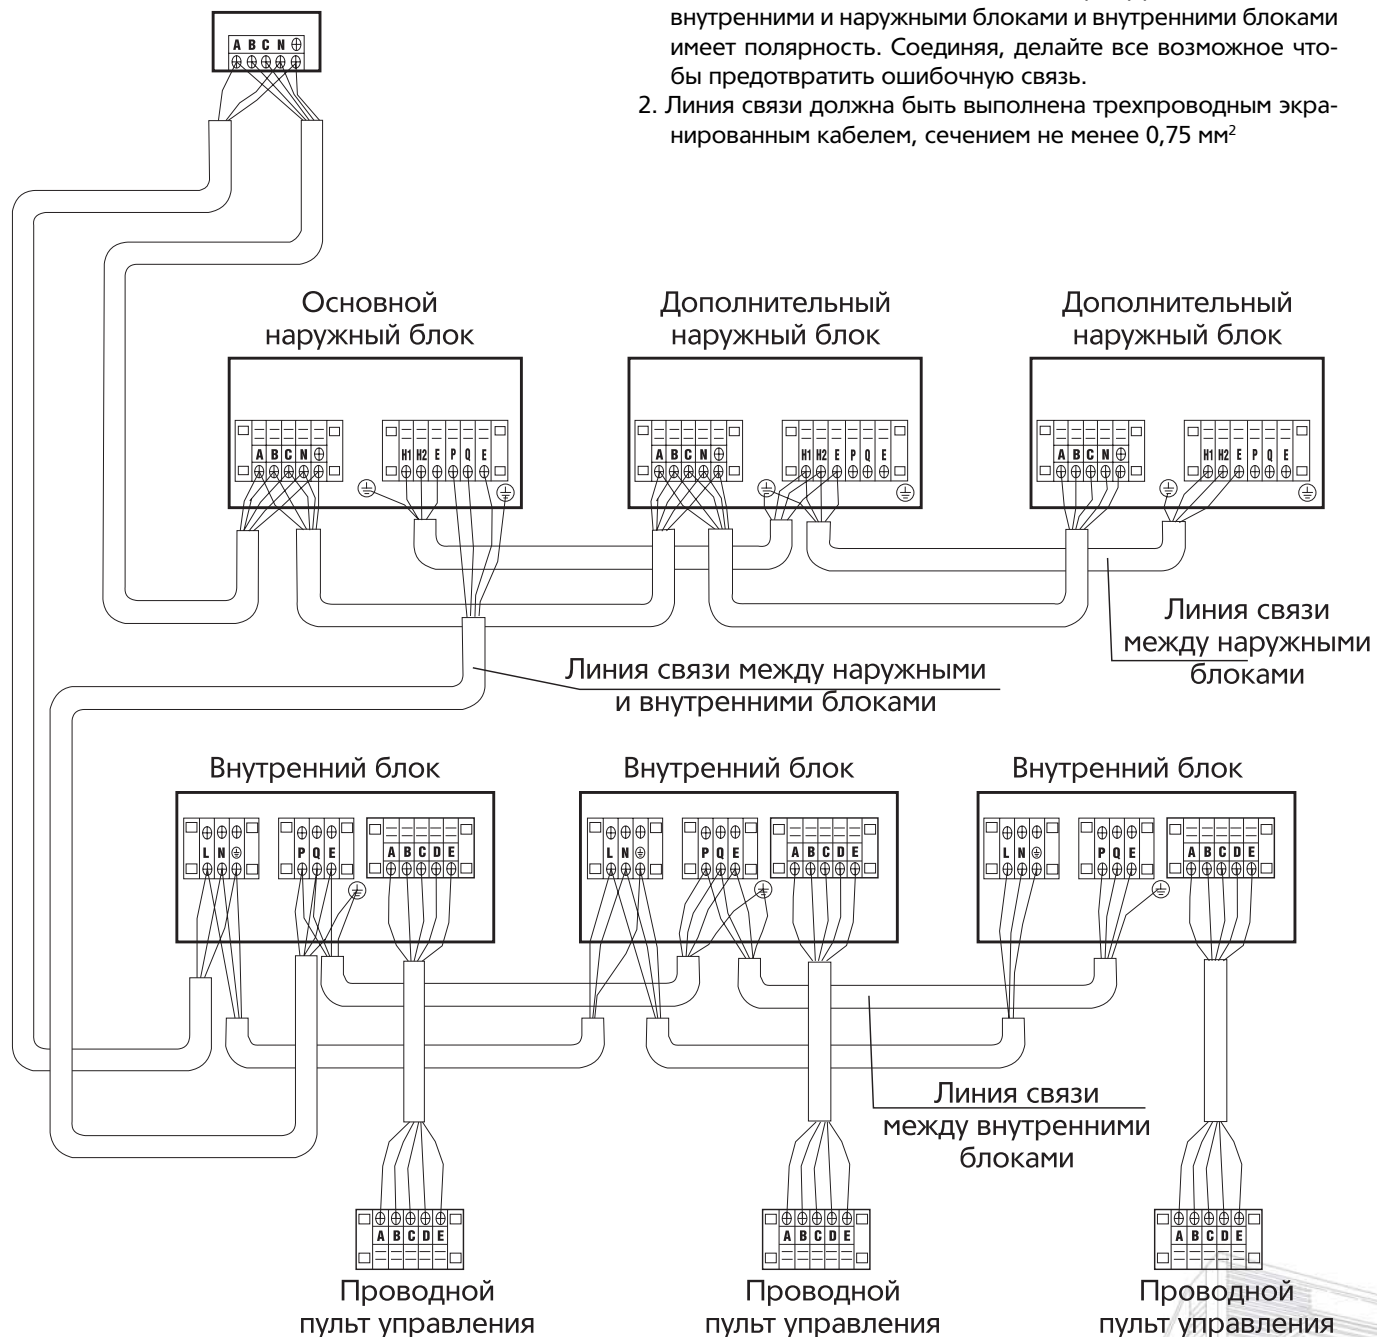 внутренними и наружными блоками и внутренними блоками
имеет полярность. Соединяя, делайте все возможное что-
бы предотвратить ошибочную связь.
2. Линия связи должна быть выполнена трехпроводным экра-
нированным кабелем, сечением не менее 0,75 мм²
A B C N
Основной
наружный блок
Дополнительный
наружный блок
Дополнительный
наружный блок
A B C N
H1 H2 E P Q E
A B C N
H1 H2 E P Q E
A B C N
H1 H2 E P Q E
Линия связи
между наружными
блоками
Линия связи между наружными
и внутренними блоками
Внутренний блок
Внутренний блок
Внутренний блок
L N
P Q E
A B C D E
L N
P Q E
A B C D E
L N
P Q E
A B C D E
Линия связи
между внутренними
блоками
A B C D E
A B C D E
A B C D E
Проводной
пульт управления
Проводной
пульт управления
Проводной
пульт управления